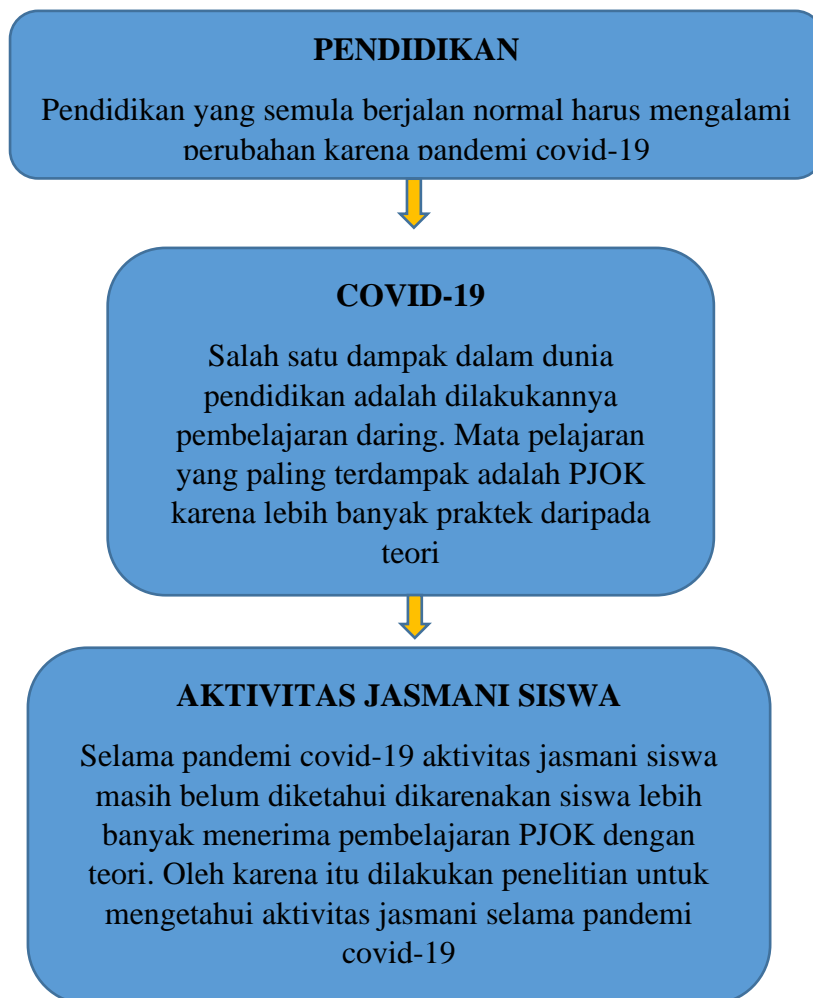 PENDIDIKAN
Pendidikan yang semula berjalan normal harus mengalami
perubahan karena pandemi covid-19
COVID-19
Salah satu dampak dalam dunia
pendidikan adalah dilakukannya
pembelajaran daring. Mata pelajaran
yang paling terdampak adalah PJOK
karena lebih banyak praktek daripada
teori
AKTIVITAS JASMANI SISWA
Selama pandemi covid-19 aktivitas jasmani siswa
masih belum diketahui dikarenakan siswa lebih
banyak menerima pembelajaran PJOK dengan
teori. Oleh karena itu dilakukan penelitian untuk
mengetahui aktivitas jasmani selama pandemi
covid-19